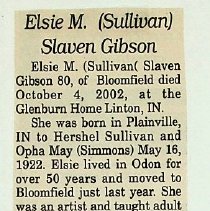 Elsie M. (Sullivan)
Slaven Gibson
Elsie M. (Sullivan( Slaven
Gibson 80, of Bloomfield died
October 4, 2002, at the
Glenburn Home Linton, IN.
She was born in Plainville,
IN to Hershel Sullivan and
Opha May (Simmons) May 16,
1922. Elsie lived in Odon for
over 50 years and moved to
Bloomfield just last year. She
was an artist and taught adult